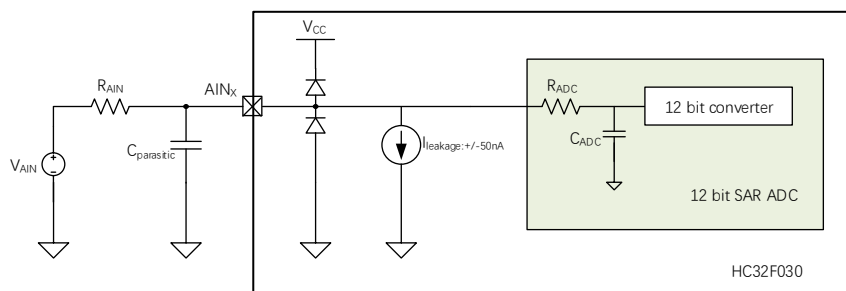 VCC
RAIN
AINX
RADC
12 bit converter
Cparasitic
Ileakage:+/-50nA
CADC
VAIN
12 bit SAR ADC
HC32F030